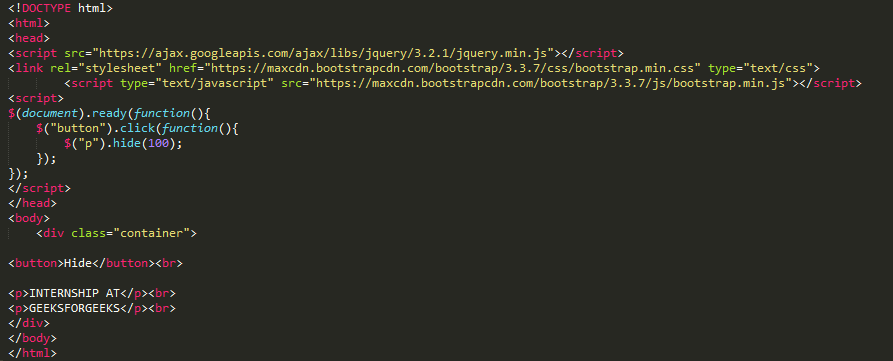 <!DOCTYPE html>
<html>
<head>
<script src="https://ajax.googleapis.com/ajax/libs/jquery/3.2.1/jquery.min.js"></script>
<link rel="stylesheet" href="https://maxcdn.bootstrapcdn.com/bootstrap/3.3.7/css/bootstrap.min.css" type="text/css">
        <script type="text/javascript" src="https://maxcdn.bootstrapcdn.com/bootstrap/3.3.7/js/bootstrap.min.js"></script>
<script>
$(document).ready(function(){
    $("button").click(function(){
        $("p").hide(100);
    });
});
</script>
</head>
<body>
    <div class="container">

<button>Hide</button><br>

<p>INTERNSHIP AT</p><br>
<p>GEEKSFORGEEKS</p><br>
</div>
</body>
</html>